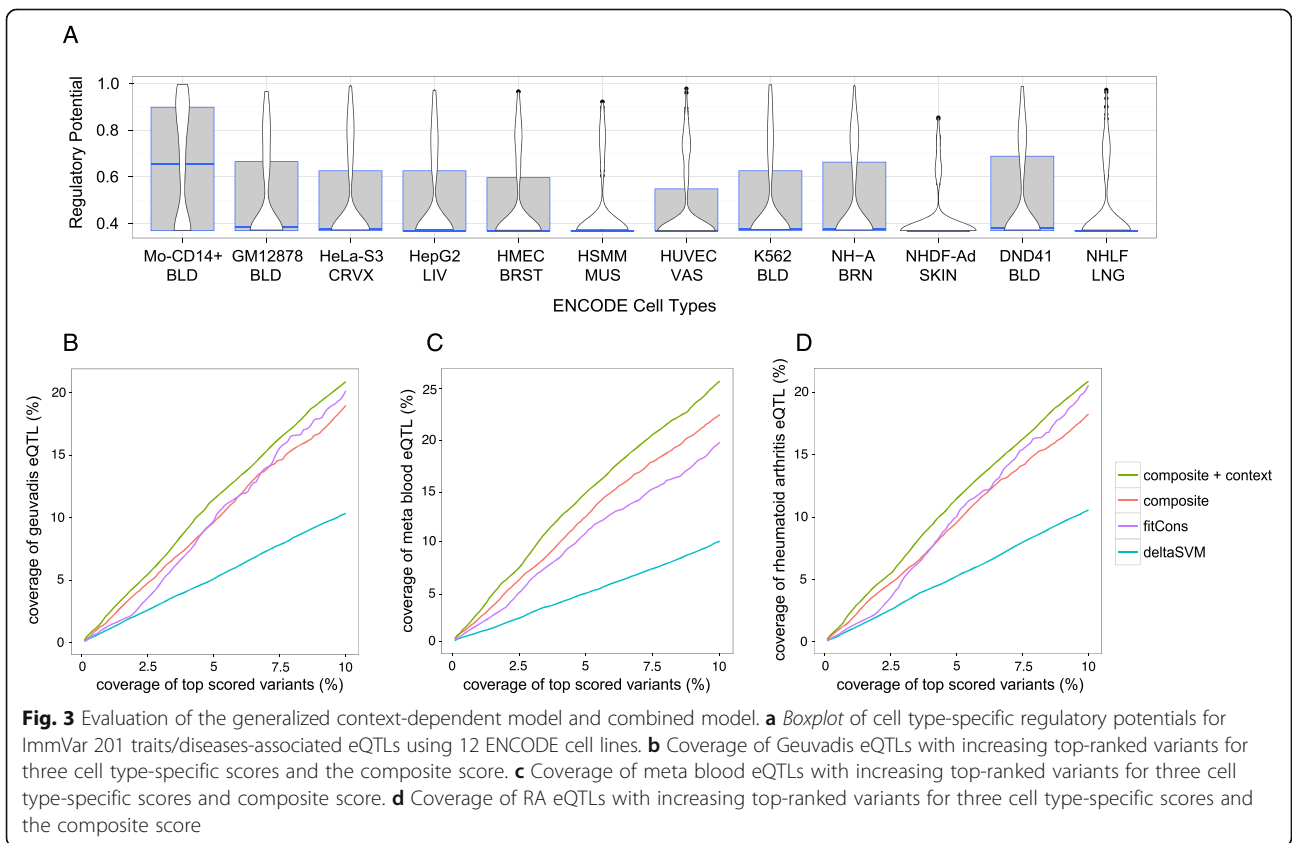 A
Regulatory Potential
1.0
0.8
0.6
0.4
Mo-CD14+ GM12878 HeLa-S3 HepG2 HMEC HSMM HUVEC K562 NH−A NHDF-Ad DND41 NHLF
BLD BLD CRVX LIV BRST MUS VAS BLD BRN SKIN BLD LNG
ENCODE Cell Types
B
coverage of geuvadis eQTL (%)
20
15
10
5
0
0 2.5 5 7.5 10
coverage of top scored variants (%)
C
coverage of meta blood eQTL (%)
25
20
15
10
5
0
0 2.5 5 7.5 10
coverage of top scored variants (%)
D
coverage of rheumatoid arthritis eQTL (%)
20
15
10
5
0
0 2.5 5 7.5 10
coverage of top scored variants (%)
composite + context
composite
fitCons
deltaSVM
Fig. 3 Evaluation of the generalized context-dependent model and combined model. a Boxplot of cell type-specific regulatory potentials for
ImmVar 201 traits/diseases-associated eQTLs using 12 ENCODE cell lines. b Coverage of Geuvadis eQTLs with increasing top-ranked variants for
three cell type-specific scores and the composite score. c Coverage of meta blood eQTLs with increasing top-ranked variants for three cell
type-specific scores and composite score. d Coverage of RA eQTLs with increasing top-ranked variants for three cell type-specific scores and
the composite score